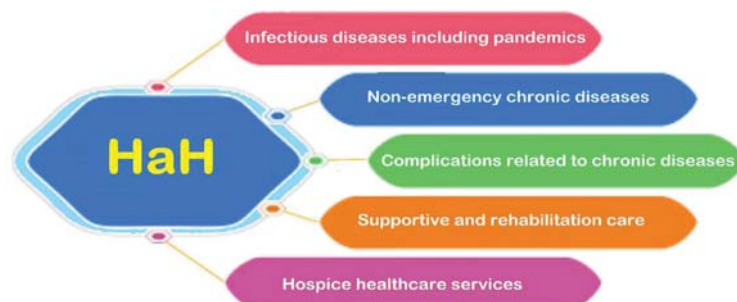 Infectious diseases including pandemics
Non-emergency chronic diseases
HaH
Complications related to chronic diseases
Supportive and rehabilitation care
Hospice healthcare services